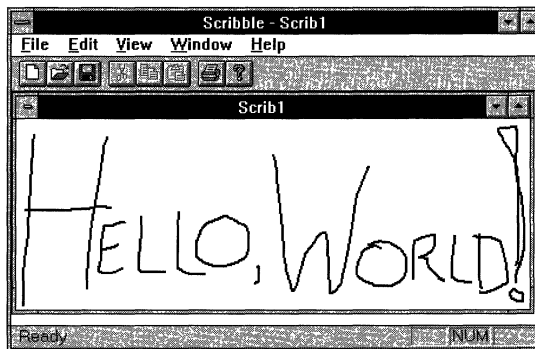 Scribble - Scrib1
File Edit View Window Help
Scrib1
HELLO, WORLD!
Ready NUM